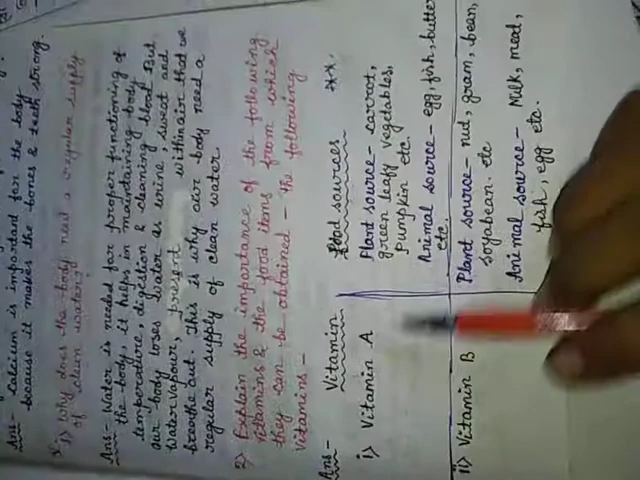 Ans- Calcium is important for the body
because it makes the bones & teeth strong.
i) Why does the body need a regular supply
of clean water?
Ans- Water is needed for proper functioning of
the body, it helps in maintaining body
temperature, digestion & cleaning blood. But
our body loses water as urine, sweat and
water vapour, present within air that we
breathe out. This is why our body need a
regular supply of clean water.
2) Explain the importance of the following
vitamins & the food items from which
they can be obtained - the following
vitamins -
Ans- Vitamin Food sources **.
i) Vitamin A Plant source - carrot,
green leafy vegetables,
pumpkin etc.
Animal source - egg, fish, butter
etc.
ii) Vitamin B Plant source - nut, gram, bean,
soyabean. etc
Animal source - Milk, meat,
fish, egg etc.